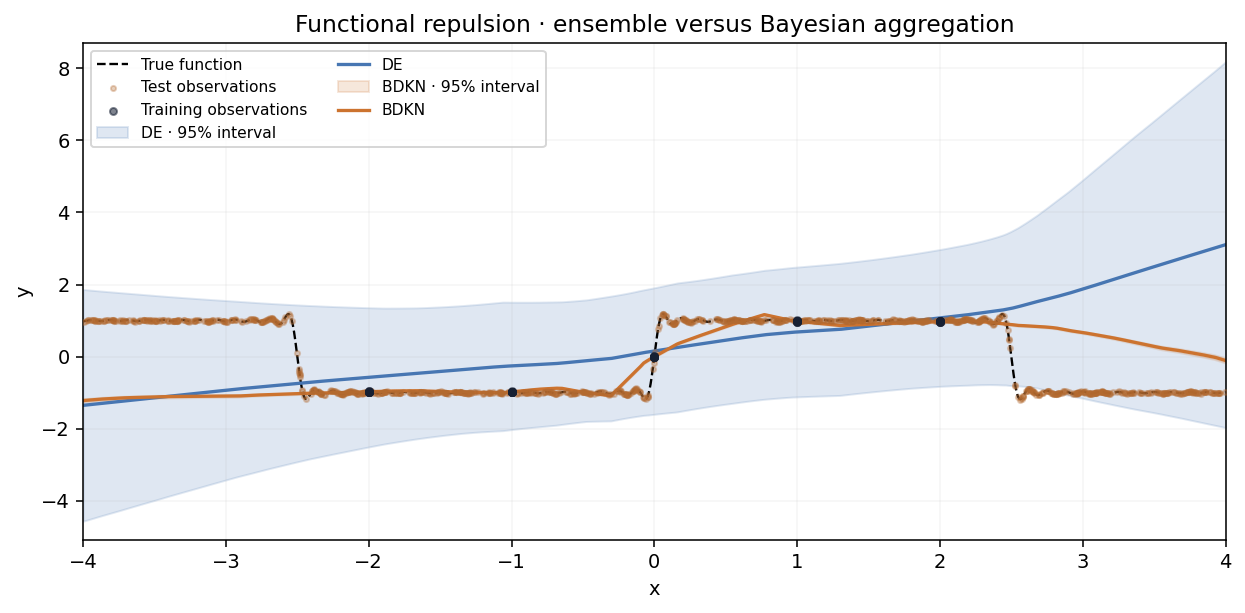 Functional repulsion · ensemble versus Bayesian aggregation
True function
Test observations
Training observations
DE · 95% interval
DE
BDKN · 95% interval
BDKN
y
8
6
4
2
0
−2
−4
−4 −3 −2 −1 0 1 2 3 4
x